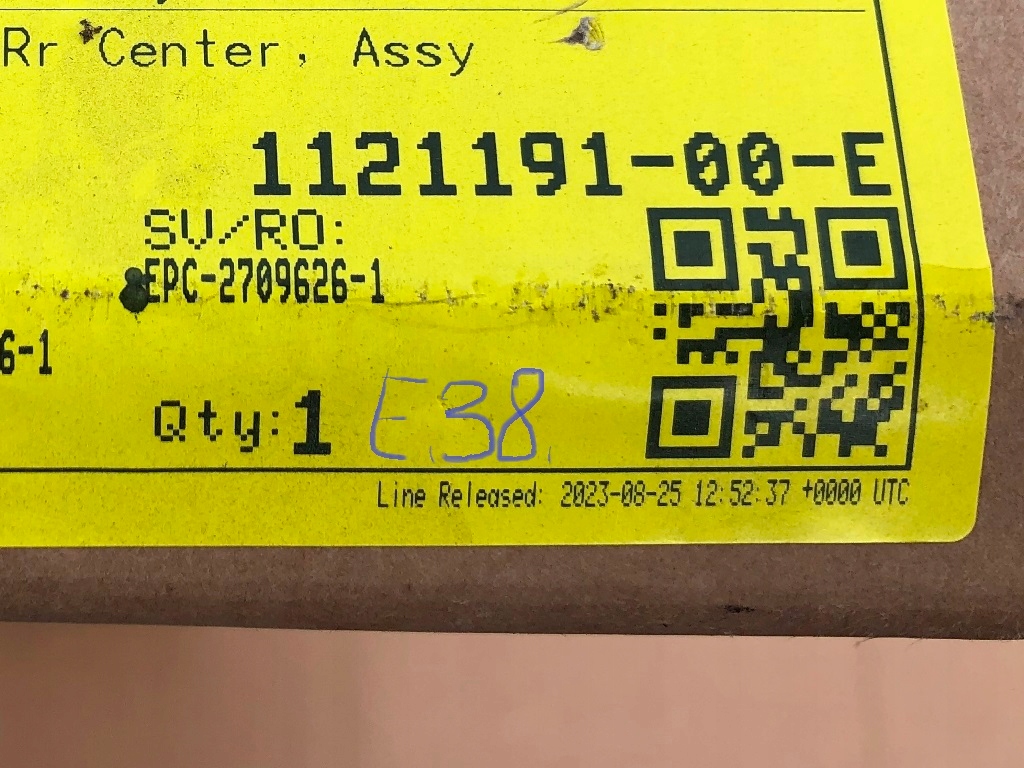 Rr Center, Assy
1121191-00-E
SV/RO:
EPC-2709626-1
6-1
Qty:1 E38
Line Released: 2023-08-25 12:52:37 +0000 UTC